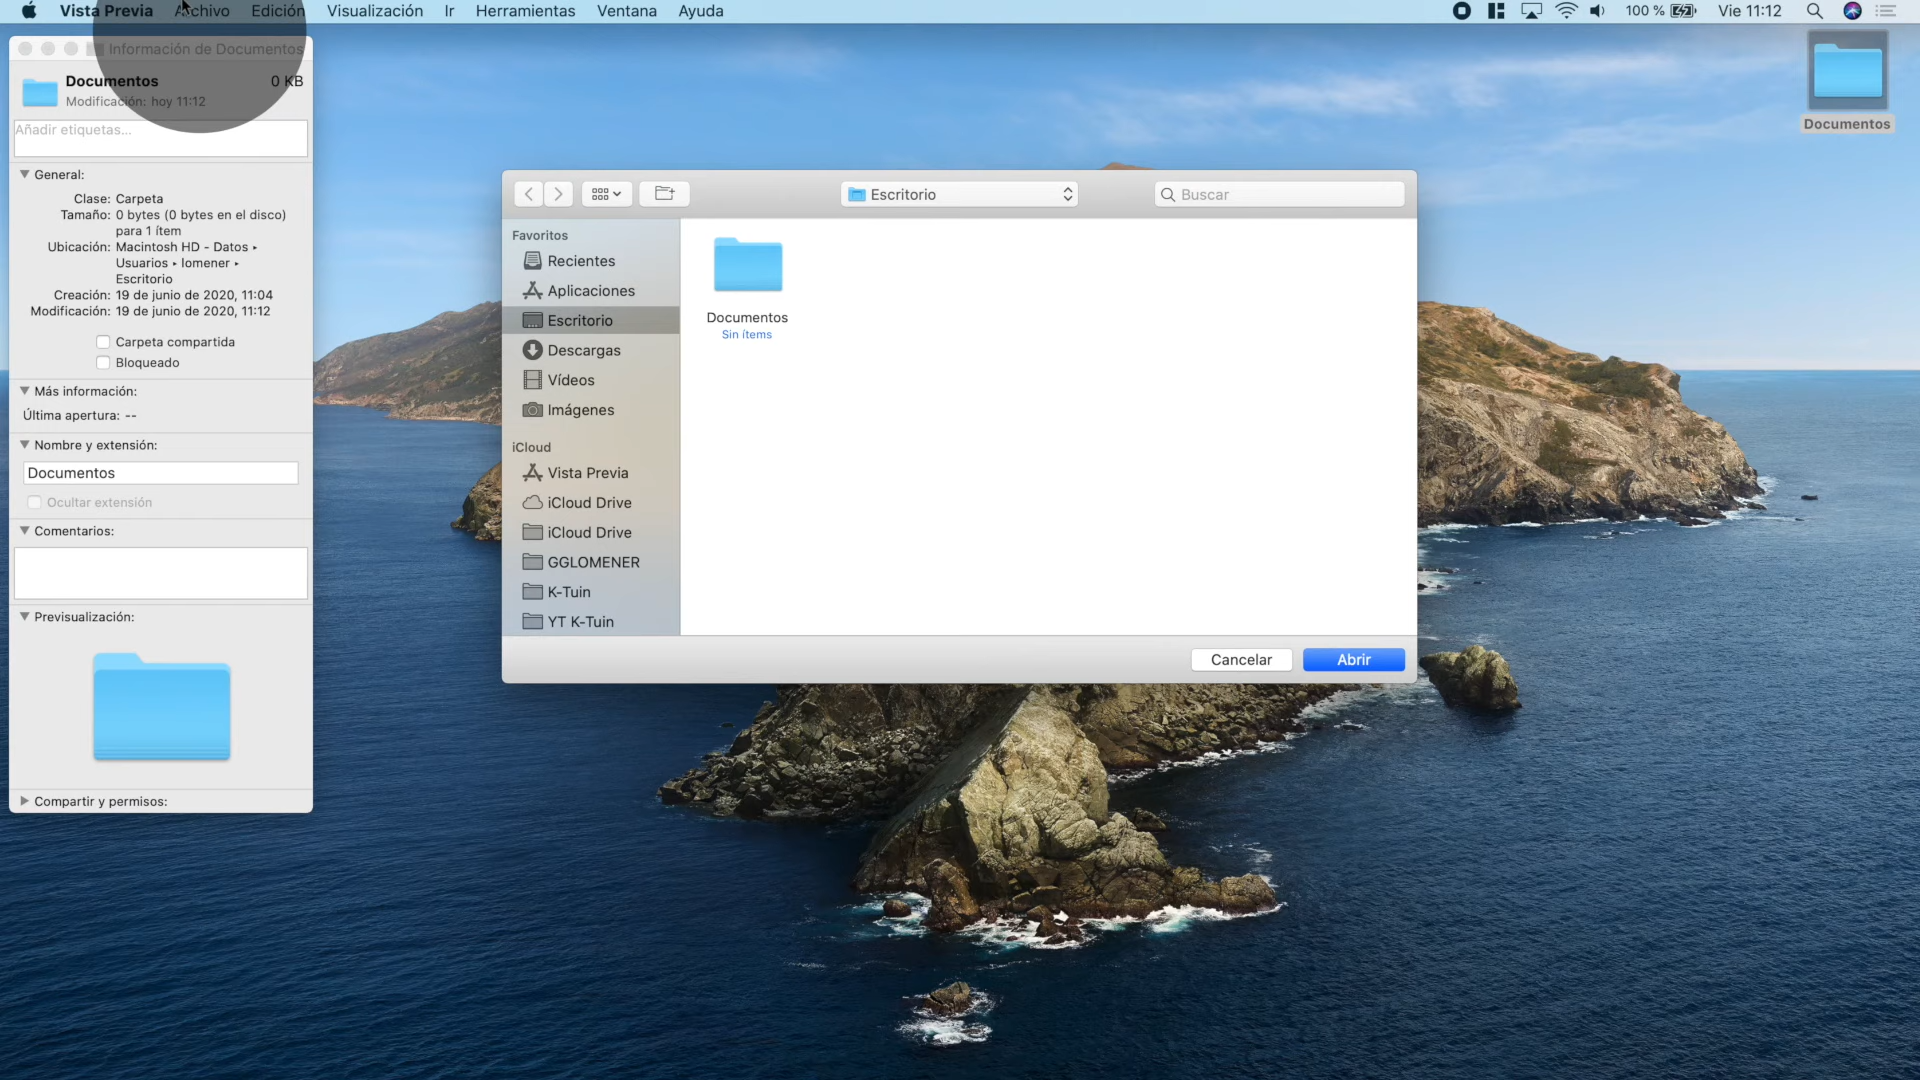 Vista Previa Archivo Edición Visualización Ir Herramientas Ventana Ayuda
100 % Vie 11:12
Información de Documentos
Documentos 0 KB
Modificación: hoy 11:12
Añadir etiquetas...
General:
Clase: Carpeta
Tamaño: 0 bytes (0 bytes en el disco)
para 1 ítem
Ubicación: Macintosh HD - Datos ▸
Usuarios ▸ lomener ▸
Escritorio
Creación: 19 de junio de 2020, 11:04
Modificación: 19 de junio de 2020, 11:12
Carpeta compartida
Bloqueado
Más información:
Última apertura: --
Nombre y extensión:
Documentos
Ocultar extensión
Comentarios:
Previsualización:
Compartir y permisos:
Escritorio
Buscar
Favoritos
Recientes
Aplicaciones
Escritorio
Descargas
Vídeos
Imágenes
iCloud
Vista Previa
iCloud Drive
iCloud Drive
GGLOMENER
K-Tuin
YT K-Tuin
Documentos
Sin ítems
Cancelar
Abrir
Documentos